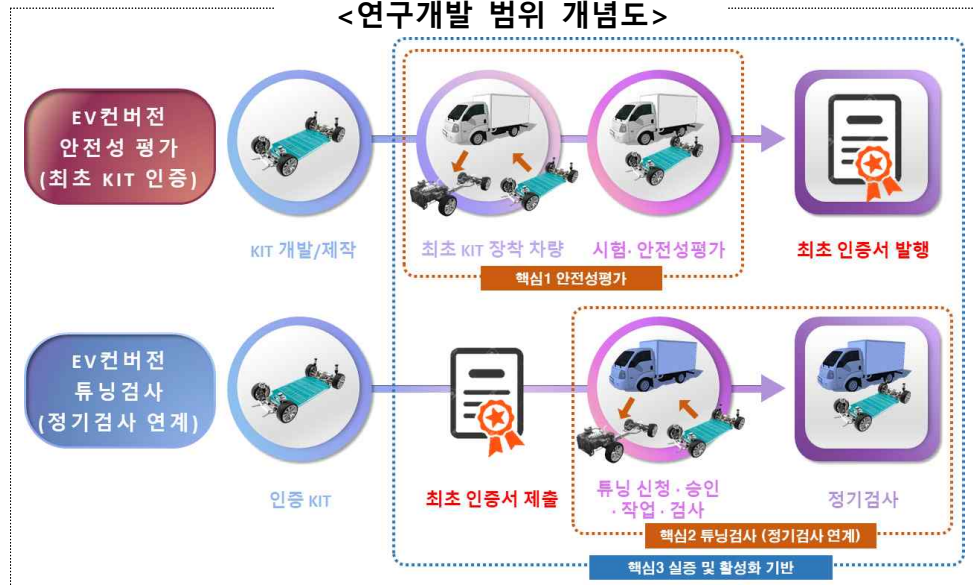 <연구개발 범위 개념도>
EV컨버전
안전성 평가
(최초 KIT 인증)
KIT 개발/제작
최초 KIT 장착 차량
시험· 안전성평가
최초 인증서 발행
핵심1 안전성평가
EV컨버전
튜닝검사
(정기검사 연계)
인증 KIT
최초 인증서 제출
튜닝 신청 · 승인
· 작업 · 검사
정기검사
핵심2 튜닝검사 (정기검사 연계)
핵심3 실증 및 활성화 기반